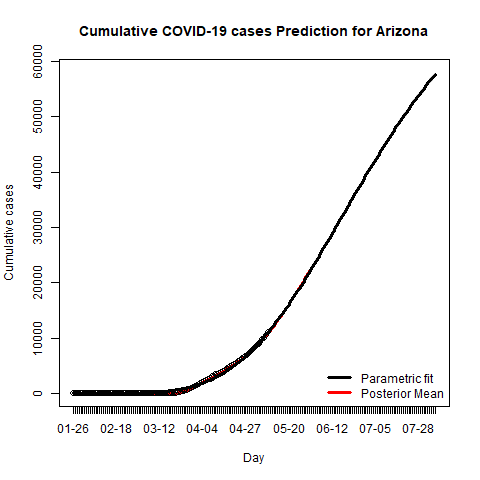 Cumulative COVID-19 cases Prediction for Arizona
Cumulative cases
60000
50000
40000
30000
20000
10000
0
Parametric fit
Posterior Mean
01-26 02-18 03-12 04-04 04-27 05-20 06-12 07-05 07-28
Day